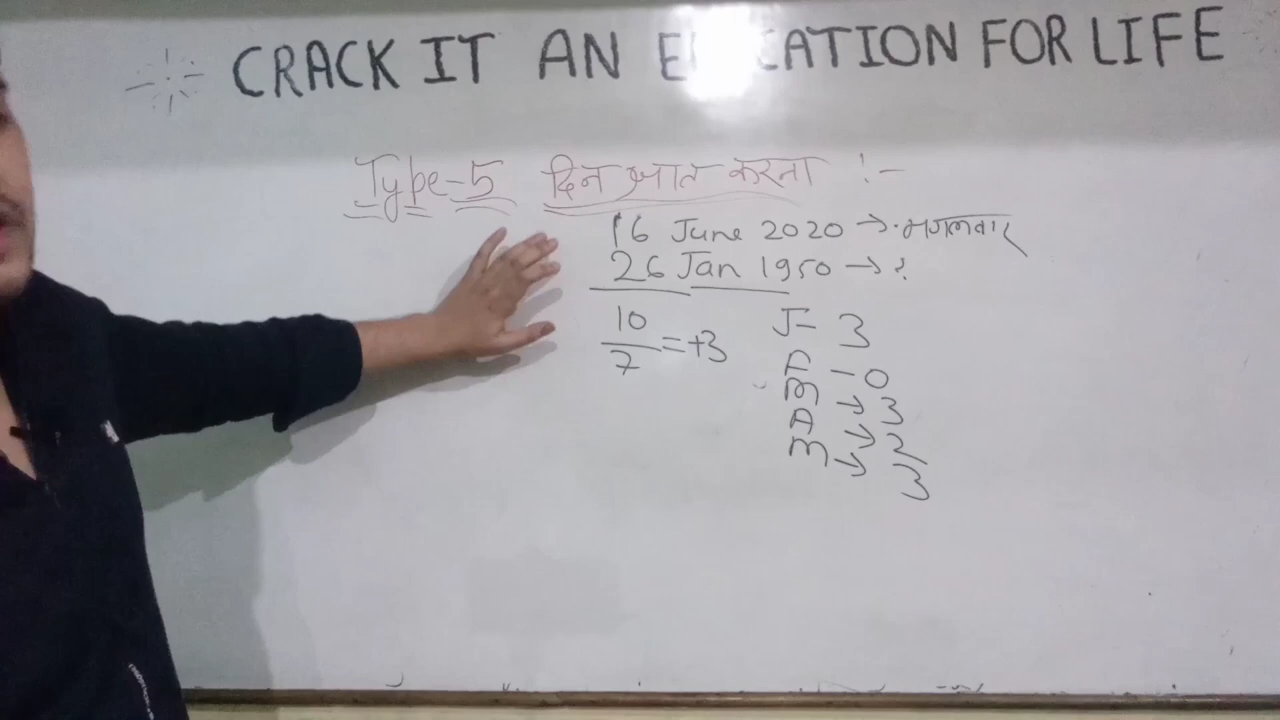 CRACK IT AN E CATION FOR LIFE
Type-5 दिन ज्ञात करना :-
16 June 2020 → मंगलवार
26 Jan 1950 → ?
10
7 =+3
J- 3
F - 0
M → 3
A → 2
M → 3